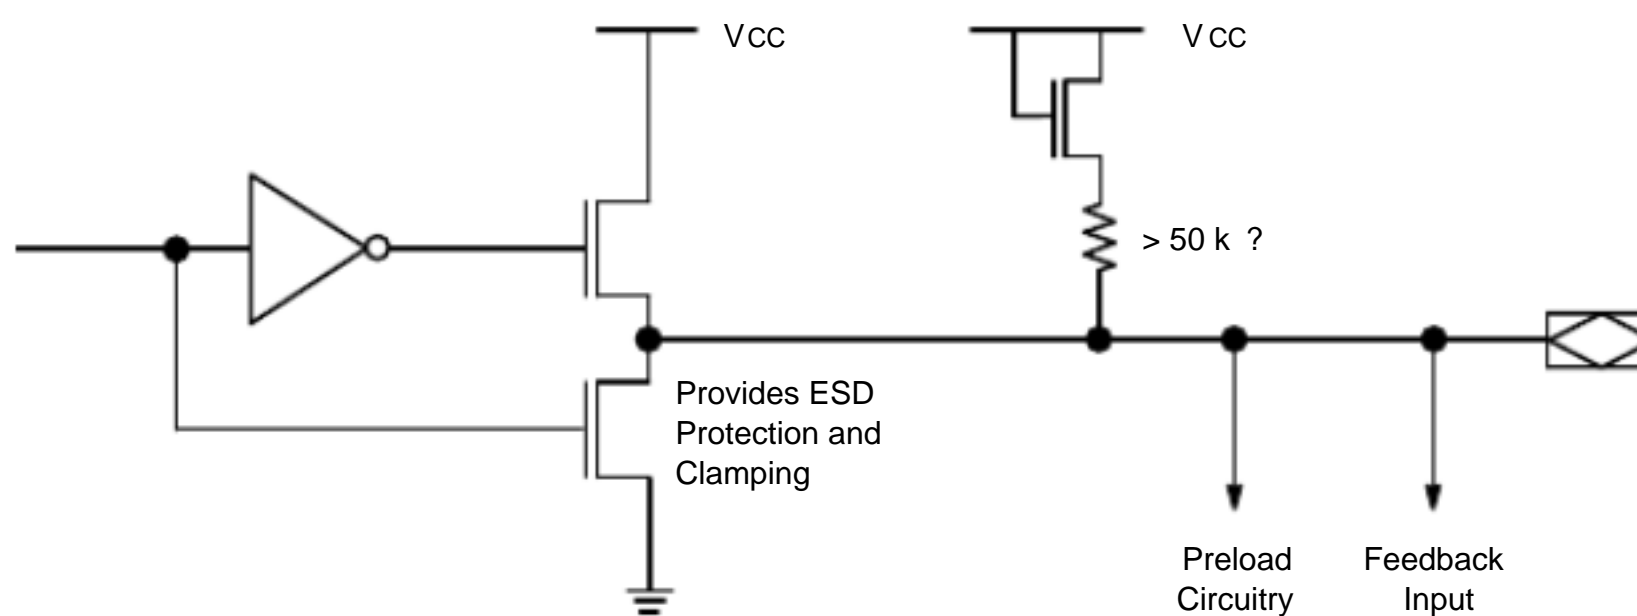 VCC
VCC
> 50 k ?
Provides ESD
Protection and
Clamping
Preload
Circuitry
Feedback
Input